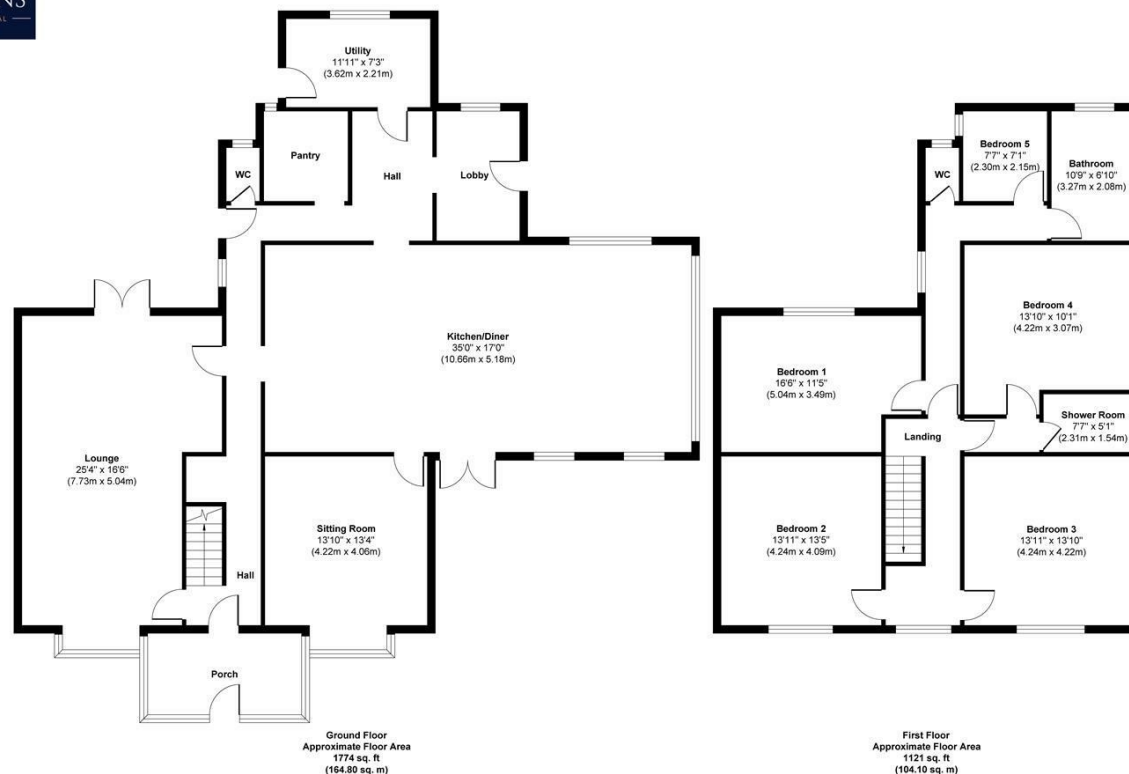 Utility
11'11" x 7'3"
(3.62m x 2.21m)
Pantry
WC
Hall
Lobby
Kitchen/Diner
35'0" x 17'0"
(10.66m x 5.18m)
Lounge
25'4" x 16'6"
(7.73m x 5.04m)
Sitting Room
13'10" x 13'4"
(4.22m x 4.06m)
Hall
Porch
Ground Floor
Approximate Floor Area
1774 sq. ft
(164.80 sq. m)
Bedroom 5
7'7" x 7'1"
(2.30m x 2.15m)
Bathroom
10'9" x 6'10"
(3.27m x 2.08m)
WC
Bedroom 4
13'10" x 10'1"
(4.22m x 3.07m)
Bedroom 1
16'6" x 11'5"
(5.04m x 3.49m)
Shower Room
7'7" x 5'1"
(2.31m x 1.54m)
Landing
Bedroom 2
13'11" x 13'5"
(4.24m x 4.09m)
Bedroom 3
13'11" x 13'10"
(4.24m x 4.22m)
First Floor
Approximate Floor Area
1121 sq. ft
(104.10 sq. m)